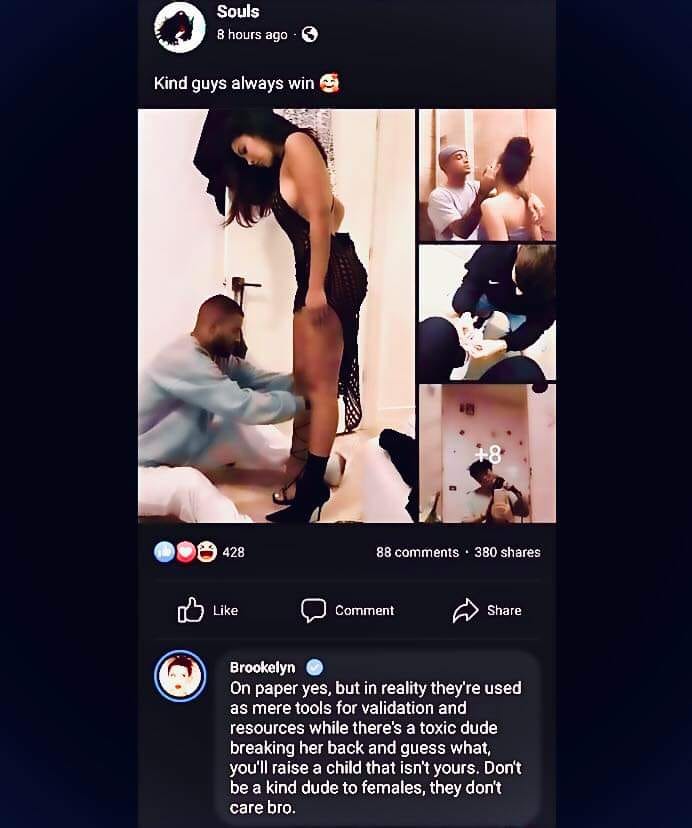 Souls
8 hours ago ·
Kind guys always win 🥰
+8
428
88 comments · 380 shares
Like
Comment
Share
Brookelyn
On paper yes, but in reality they're used
as mere tools for validation and
resources while there's a toxic dude
breaking her back and guess what,
you'll raise a child that isn't yours. Don't
be a kind dude to females, they don't
care bro.